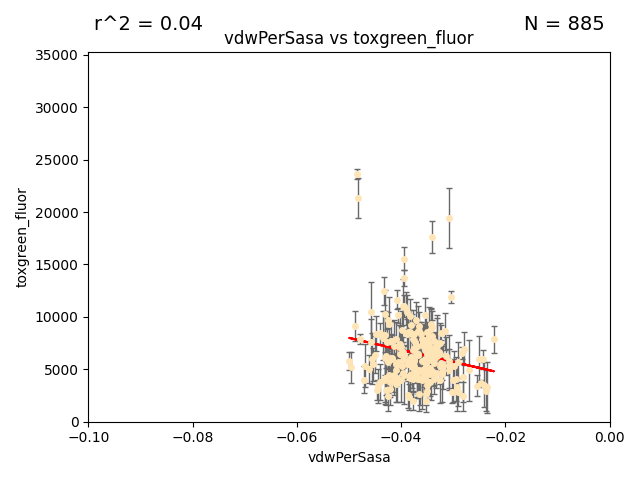 r^2 = 0.04
N = 885
vdwPerSasa vs toxgreen_fluor
35000
30000
25000
20000
15000
10000
5000
0
toxgreen_fluor
−0.10
−0.08
−0.06
−0.04
−0.02
0.00
vdwPerSasa